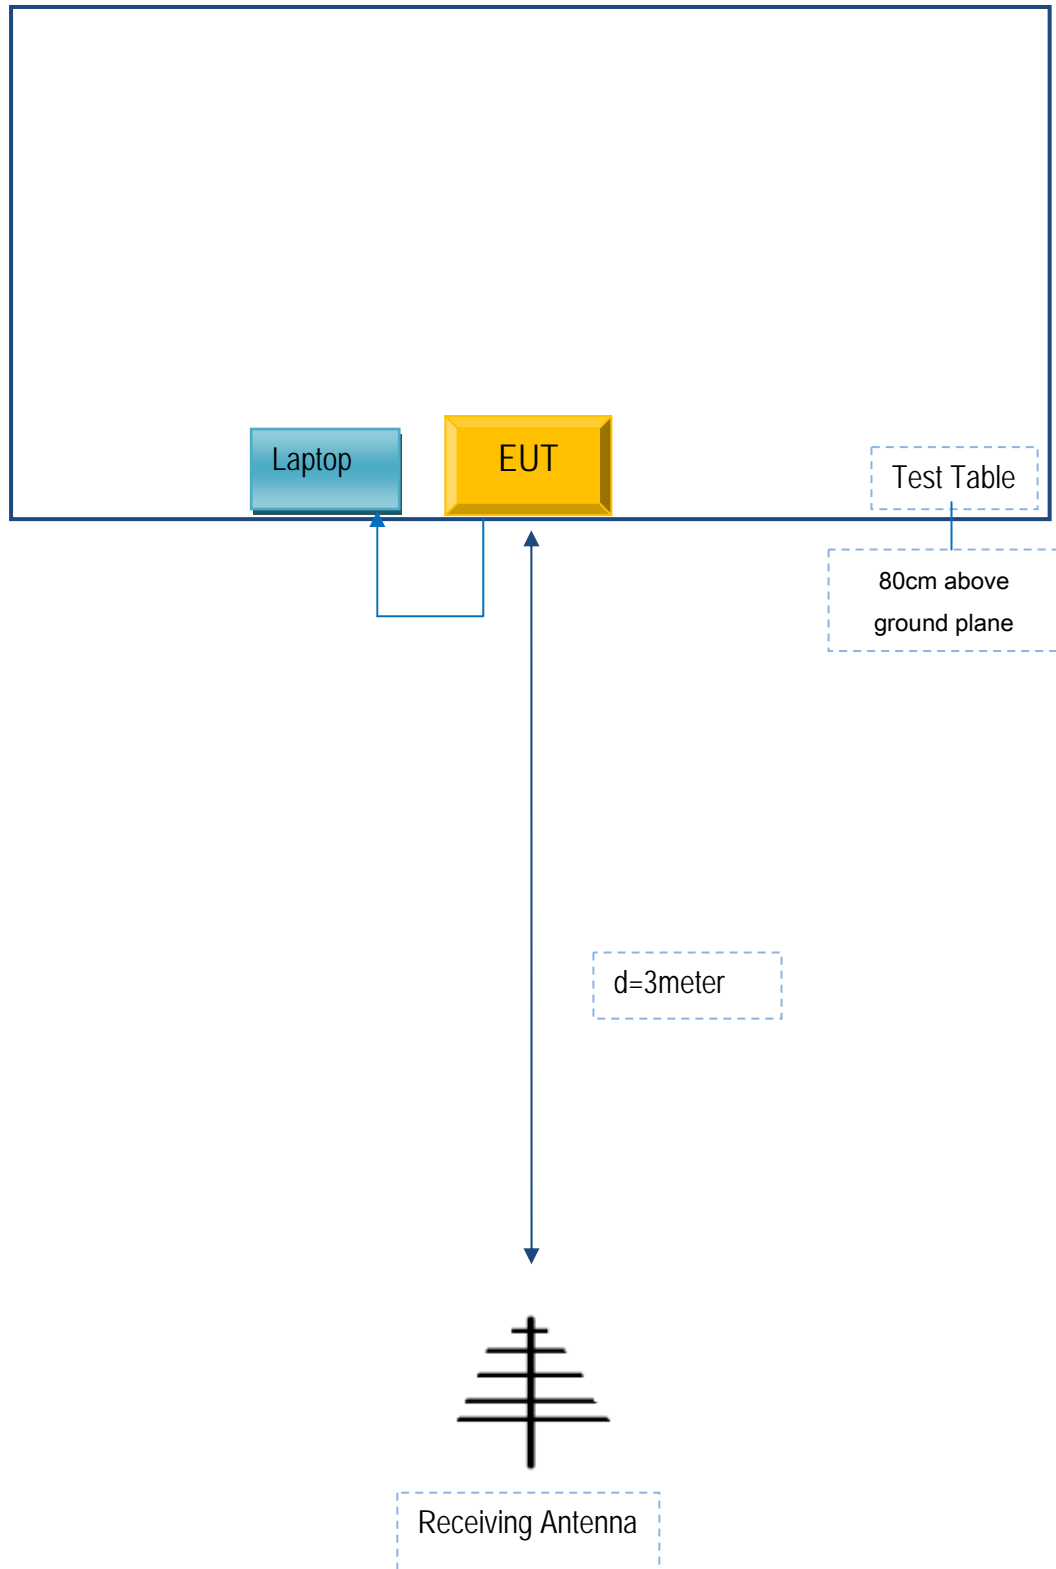 Laptop
EUT
Test Table
80cm above
ground plane
d=3meter
Receiving Antenna